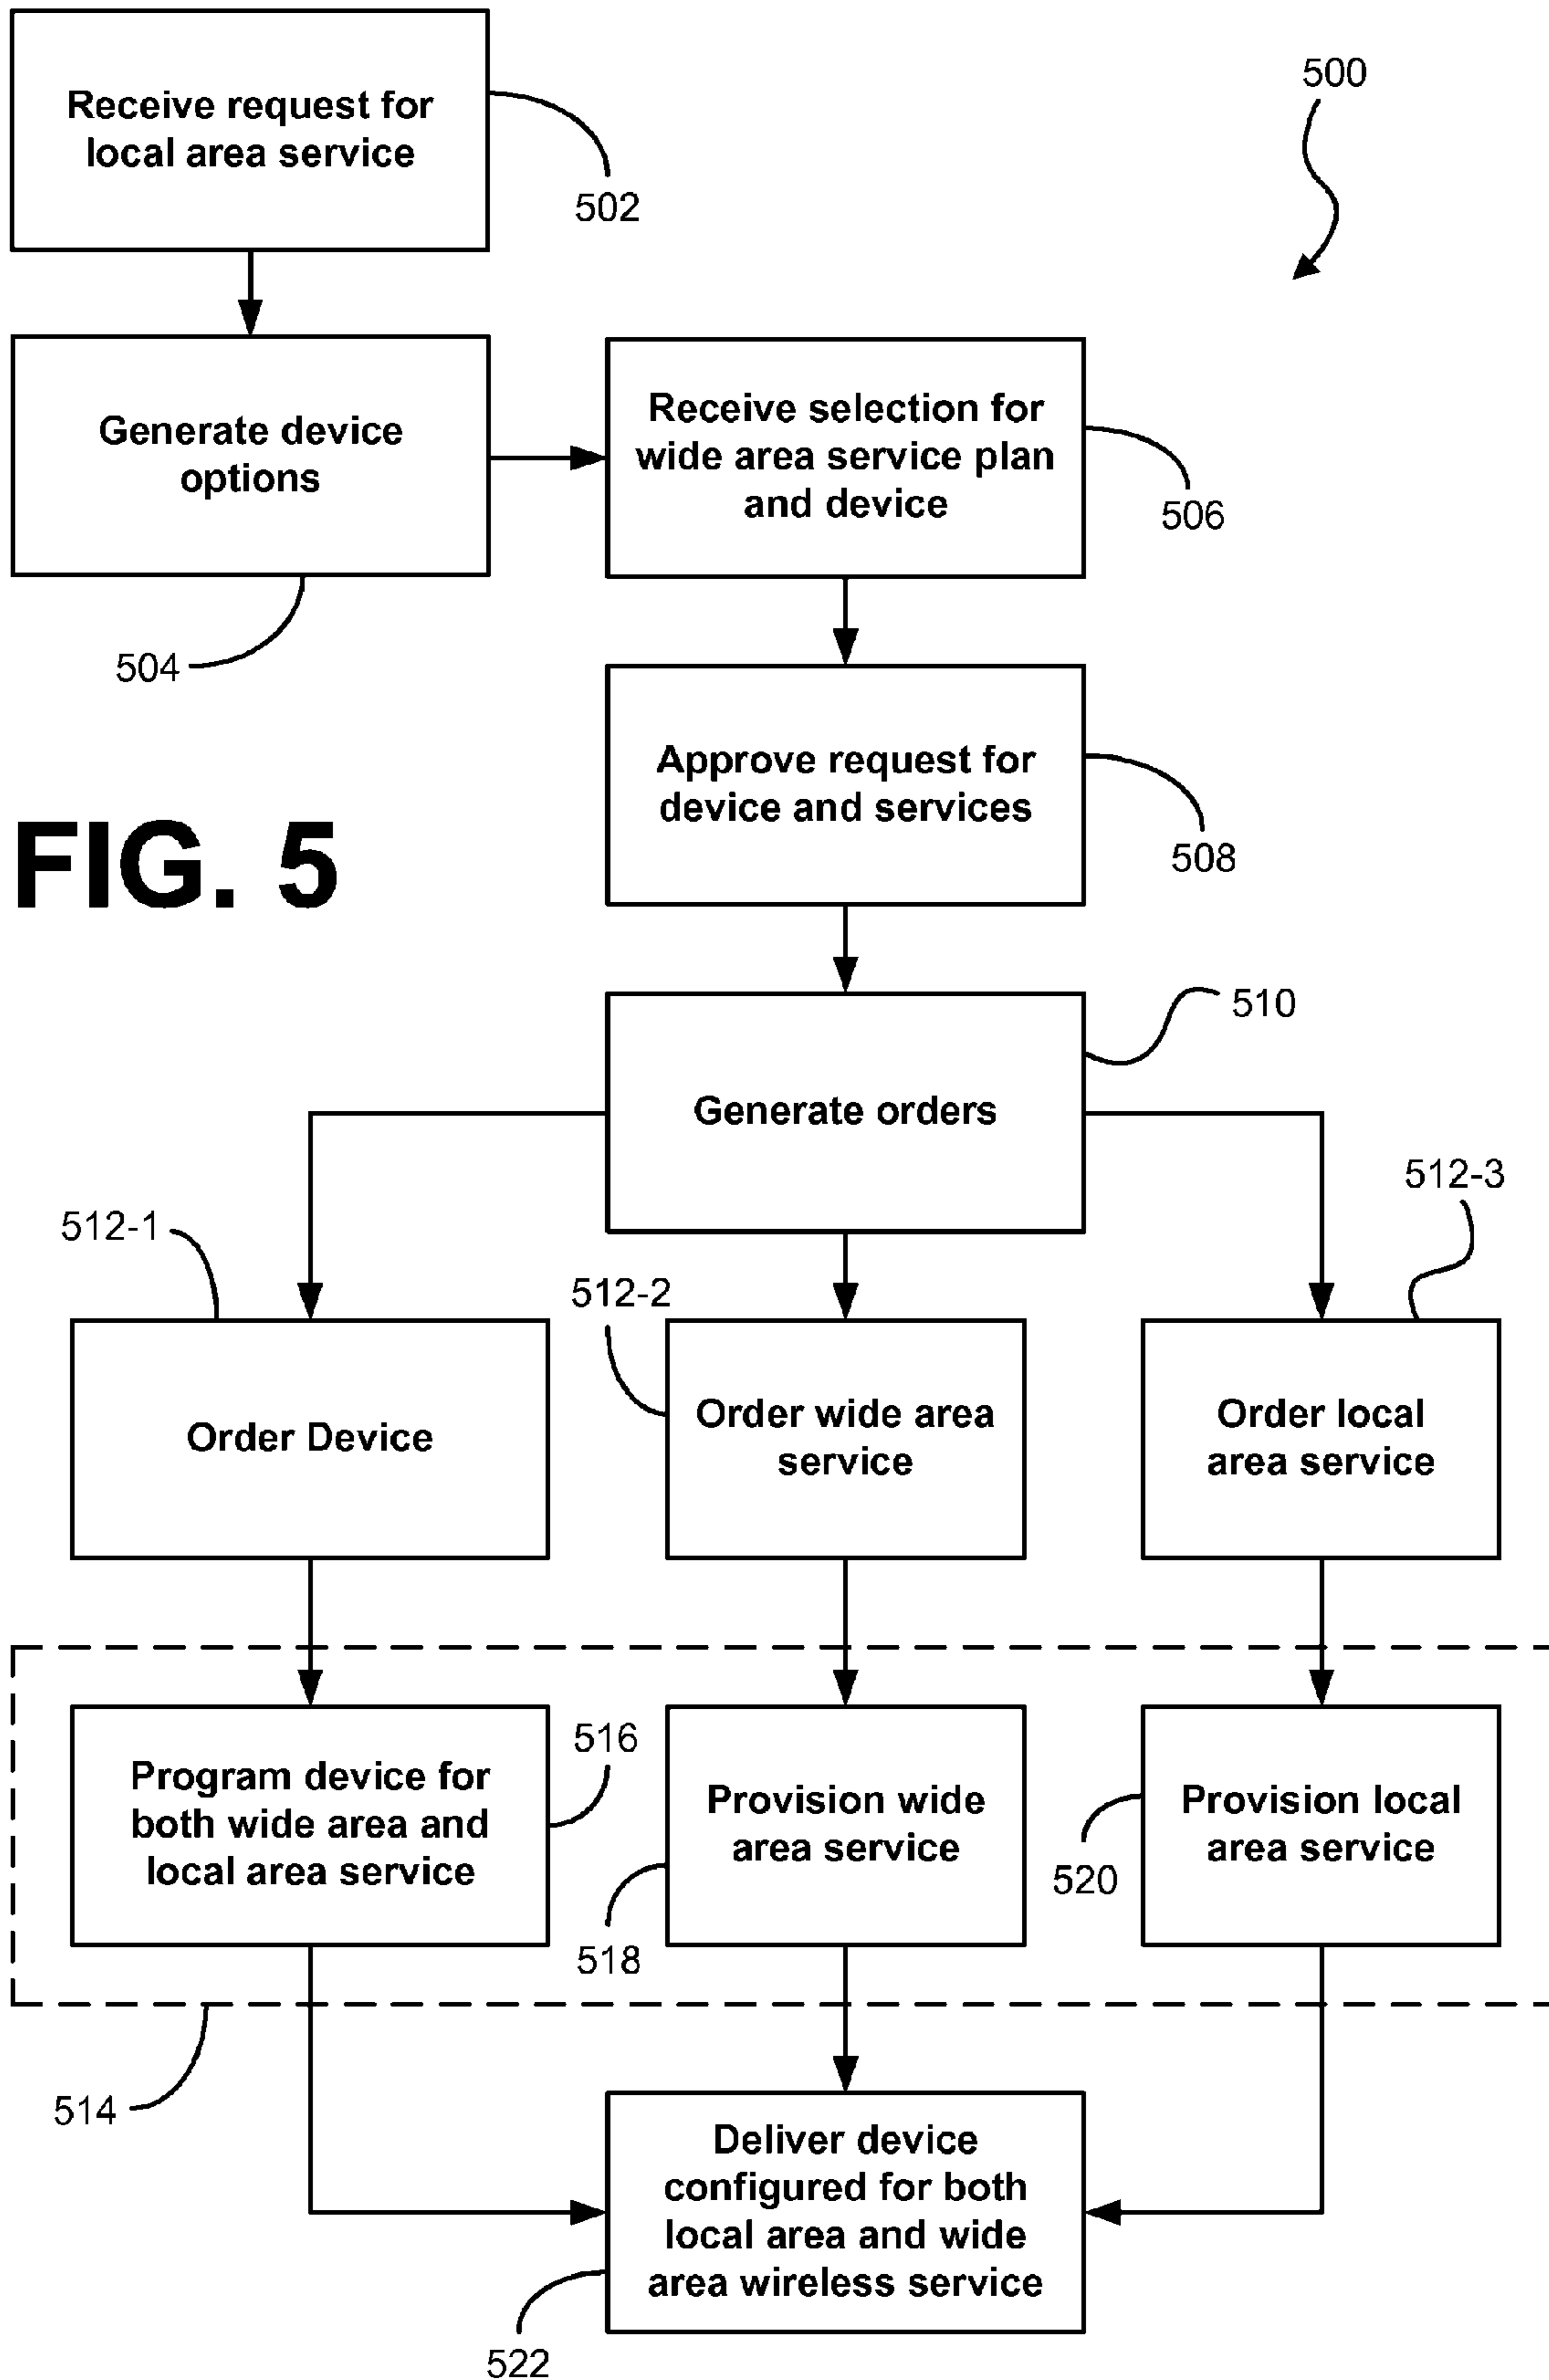 Receive request for
local area service
500
502
Generate device
options
Receive selection for
wide area service plan
and device
506
504
Approve request for
device and services
508
FIG. 5
510
Generate orders
512-1
512-2
512-3
Order Device
Order wide area
service
Order local
area service
Program device for
both wide area and
local area service
516
Provision wide
area service
518
Provision local
area service
520
514
Deliver device
configured for both
local area and wide
area wireless service
522